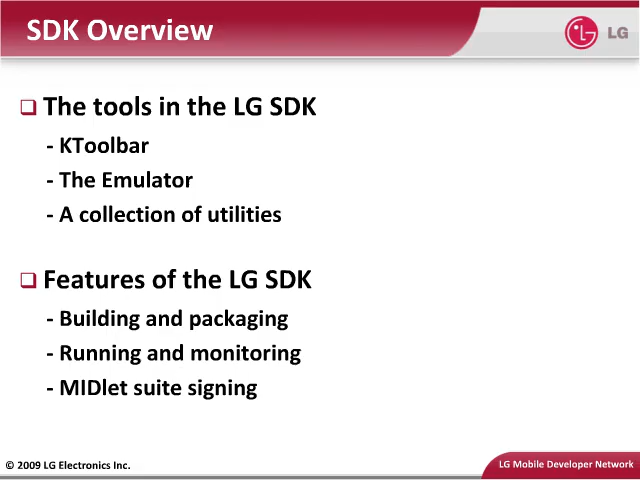 SDK Overview
LG
The tools in the LG SDK
- KToolbar
- The Emulator
- A collection of utilities
Features of the LG SDK
- Building and packaging
- Running and monitoring
- MIDlet suite signing
© 2009 LG Electronics Inc.
LG Mobile Developer Network